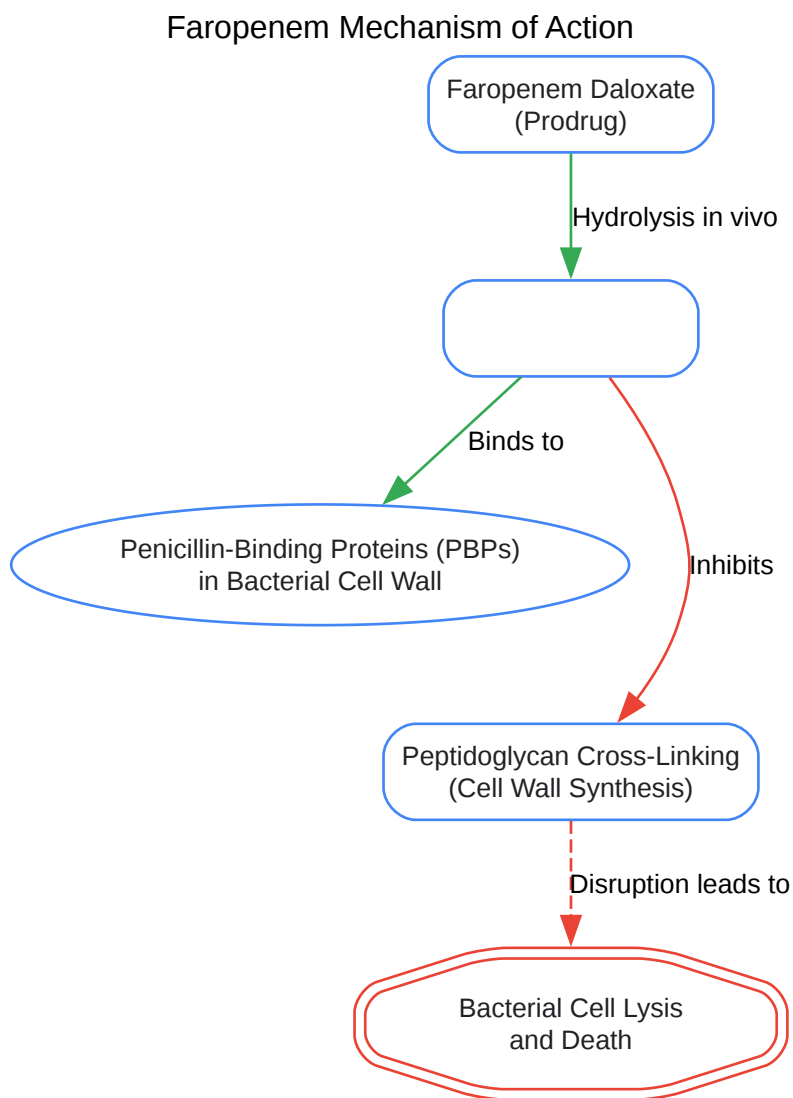 Faropenem Mechanism of Action
Faropenem Daloxate
(Prodrug)
Hydrolysis in vivo
Binds to
Penicillin-Binding Proteins (PBPs)
in Bacterial Cell Wall
Inhibits
Peptidoglycan Cross-Linking
(Cell Wall Synthesis)
Disruption leads to
Bacterial Cell Lysis
and Death